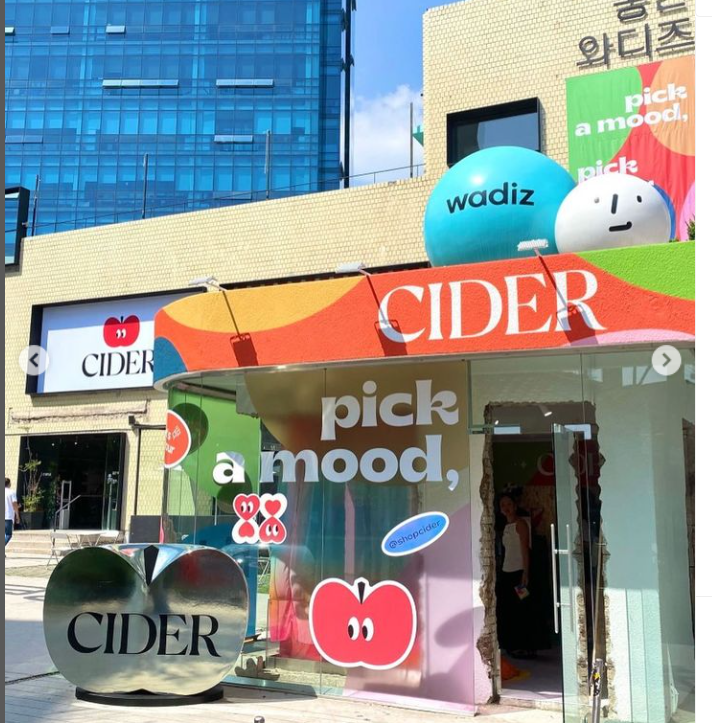 와디즈
pick
a mood,
pick
wadiz
CIDER
CIDER
pick
a mood,
@shopcider
CIDER